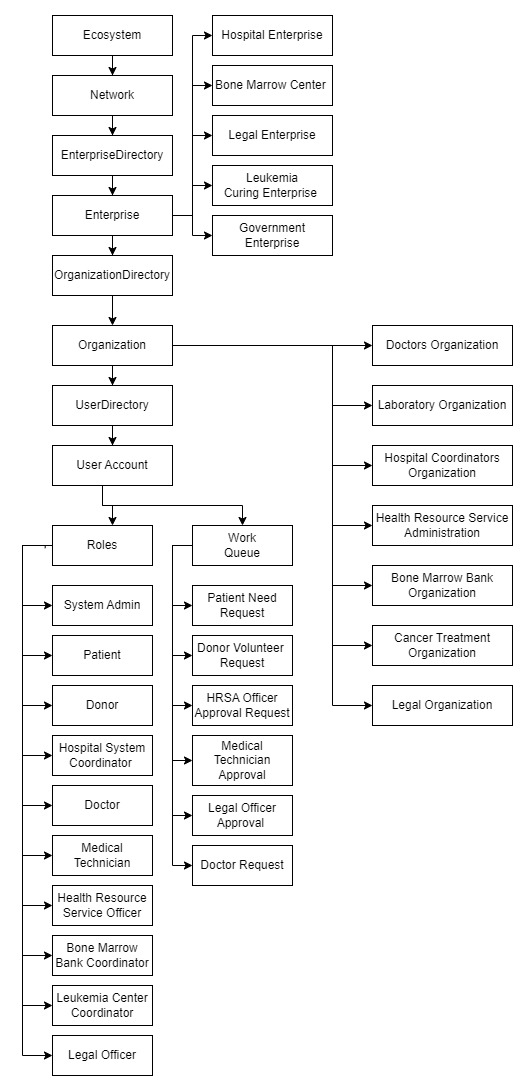 Ecosystem
Hospital Enterprise
Bone Marrow Center
Network
Legal Enterprise
EnterpriseDirectory
Leukemia
Curing Enterprise
Enterprise
Government
Enterprise
OrganizationDirectory
Organization
Doctors Organization
UserDirectory
Laboratory Organization
User Account
Hospital Coordinators
Organization
Health Resource Service
Administration
Bone Marrow Bank
Organization
Cancer Treatment
Organization
Legal Organization
Roles
System Admin
Patient
Donor
Hospital System
Coordinator
Doctor
Medical
Technician
Health Resource
Service Officer
Bone Marrow
Bank Coordinator
Leukemia Center
Coordinator
Legal Officer
Work
Queue
Patient Need
Request
Donor Volunteer
Request
HRSA Officer
Approval Request
Medical
Technician
Approval
Legal Officer
Approval
Doctor Request